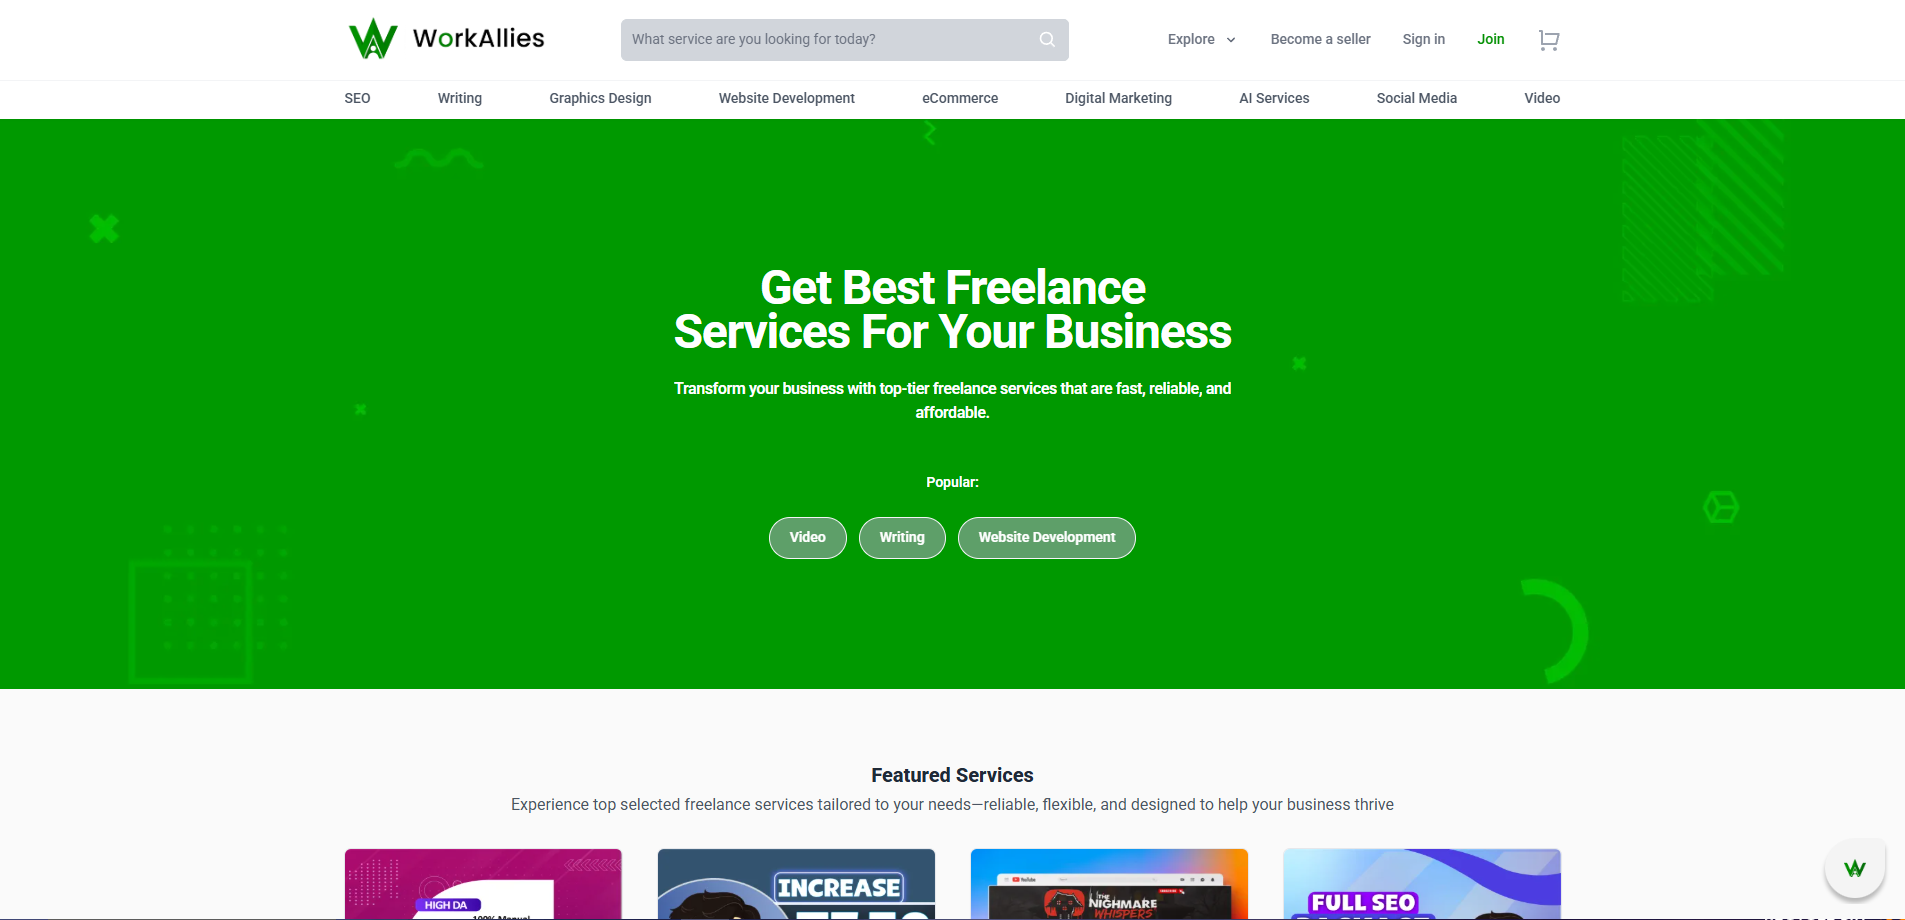 WorkAllies
What service are you looking for today?
Explore
Become a seller
Sign in
Join
SEO
Writing
Graphics Design
Website Development
eCommerce
Digital Marketing
AI Services
Social Media
Video
Get Best Freelance
Services For Your Business
Transform your business with top-tier freelance services that are fast, reliable, and
affordable.
Popular:
Video
Writing
Website Development
Featured Services
Experience top selected freelance services tailored to your needs—reliable, flexible, and designed to help your business thrive
HIGH DA
100% Manual
INCREASE
YouTube
THE
NIGHMARE
WHISPERS
FULL SEO